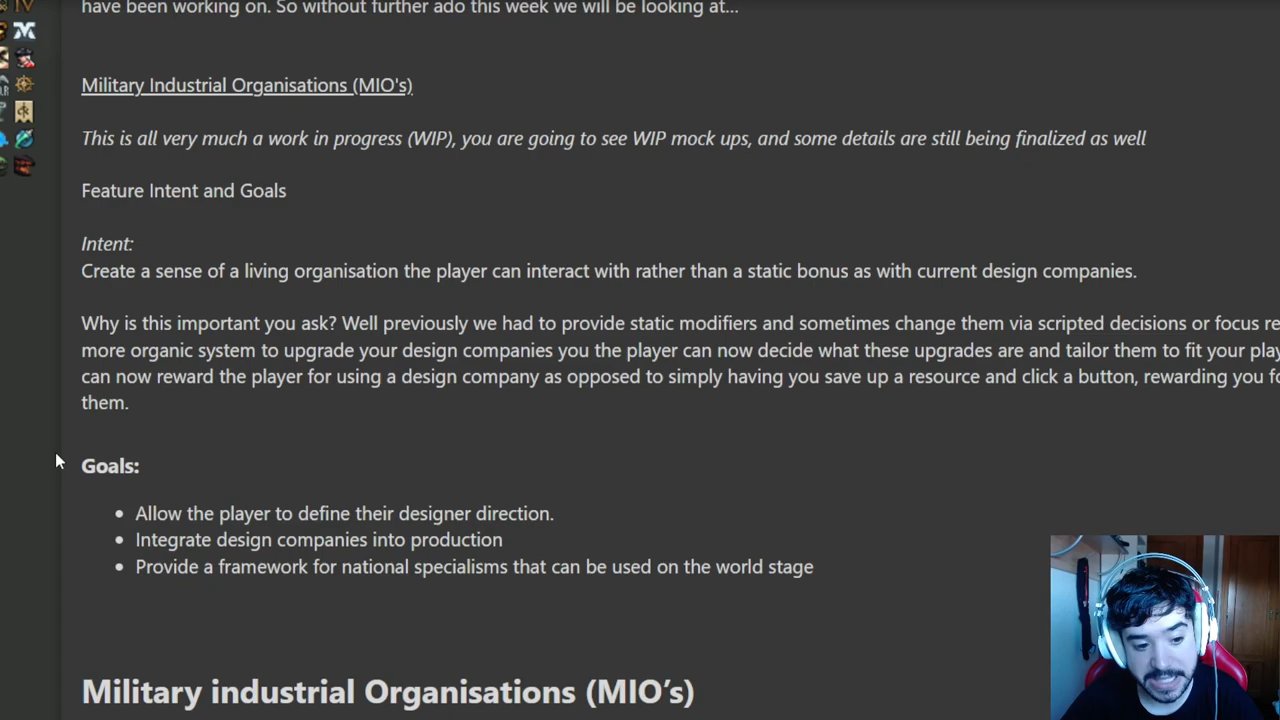 have been working on. So without further ado this week we will be looking at...
Military Industrial Organisations (MIO's)
This is all very much a work in progress (WIP), you are going to see WIP mock ups, and some details are still being finalized as well
Feature Intent and Goals
Intent:
Create a sense of a living organisation the player can interact with rather than a static bonus as with current design companies.
Why is this important you ask? Well previously we had to provide static modifiers and sometimes change them via scripted decisions or focus
more organic system to upgrade your design companies you the player can now decide what these upgrades are and tailor them to fit your
can now reward the player for using a design company as opposed to simply having you save up a resource and click a button, rewarding you
them.
Goals:
• Allow the player to define their designer direction.
• Integrate design companies into production
• Provide a framework for national specialisms that can be used on the world stage
Military industrial Organisations (MIO’s)